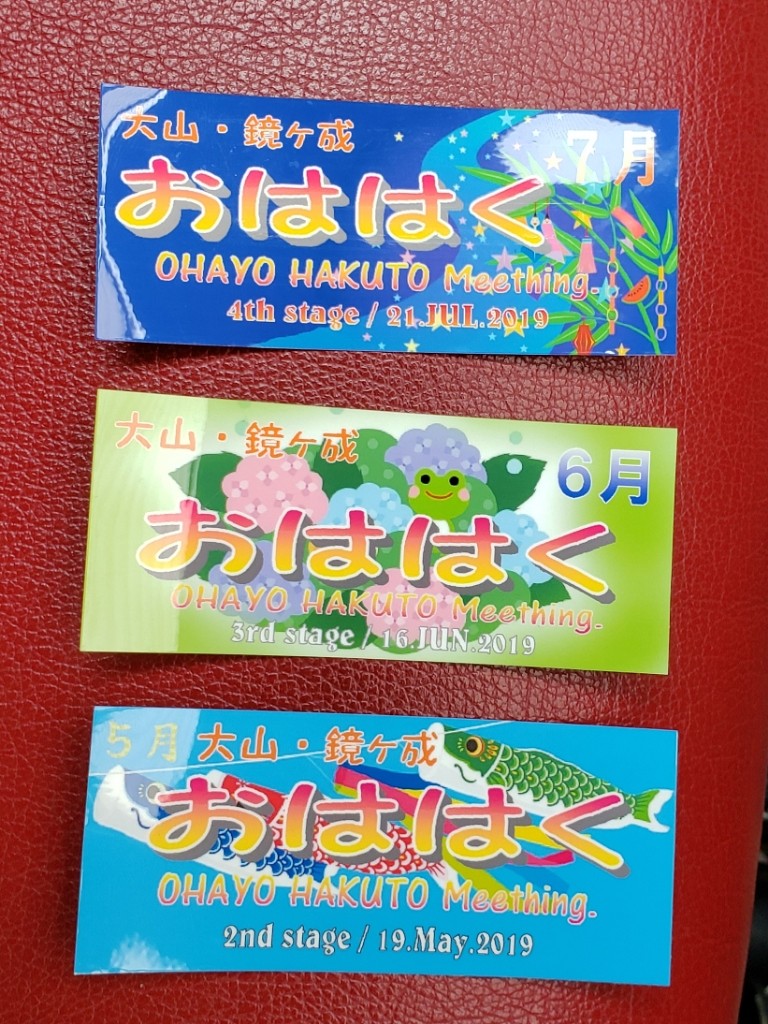 大山・鏡ヶ成
7月
おははく
OHAYO HAKUTO Meething.
4th stage / 21.JUL.2019
大山・鏡ヶ成
6月
おははく
OHAYO HAKUTO Meething.
3rd stage / 16.JUN.2019
5月 大山・鏡ヶ成
おははく
OHAYO HAKUTO Meething.
2nd stage / 19.May.2019